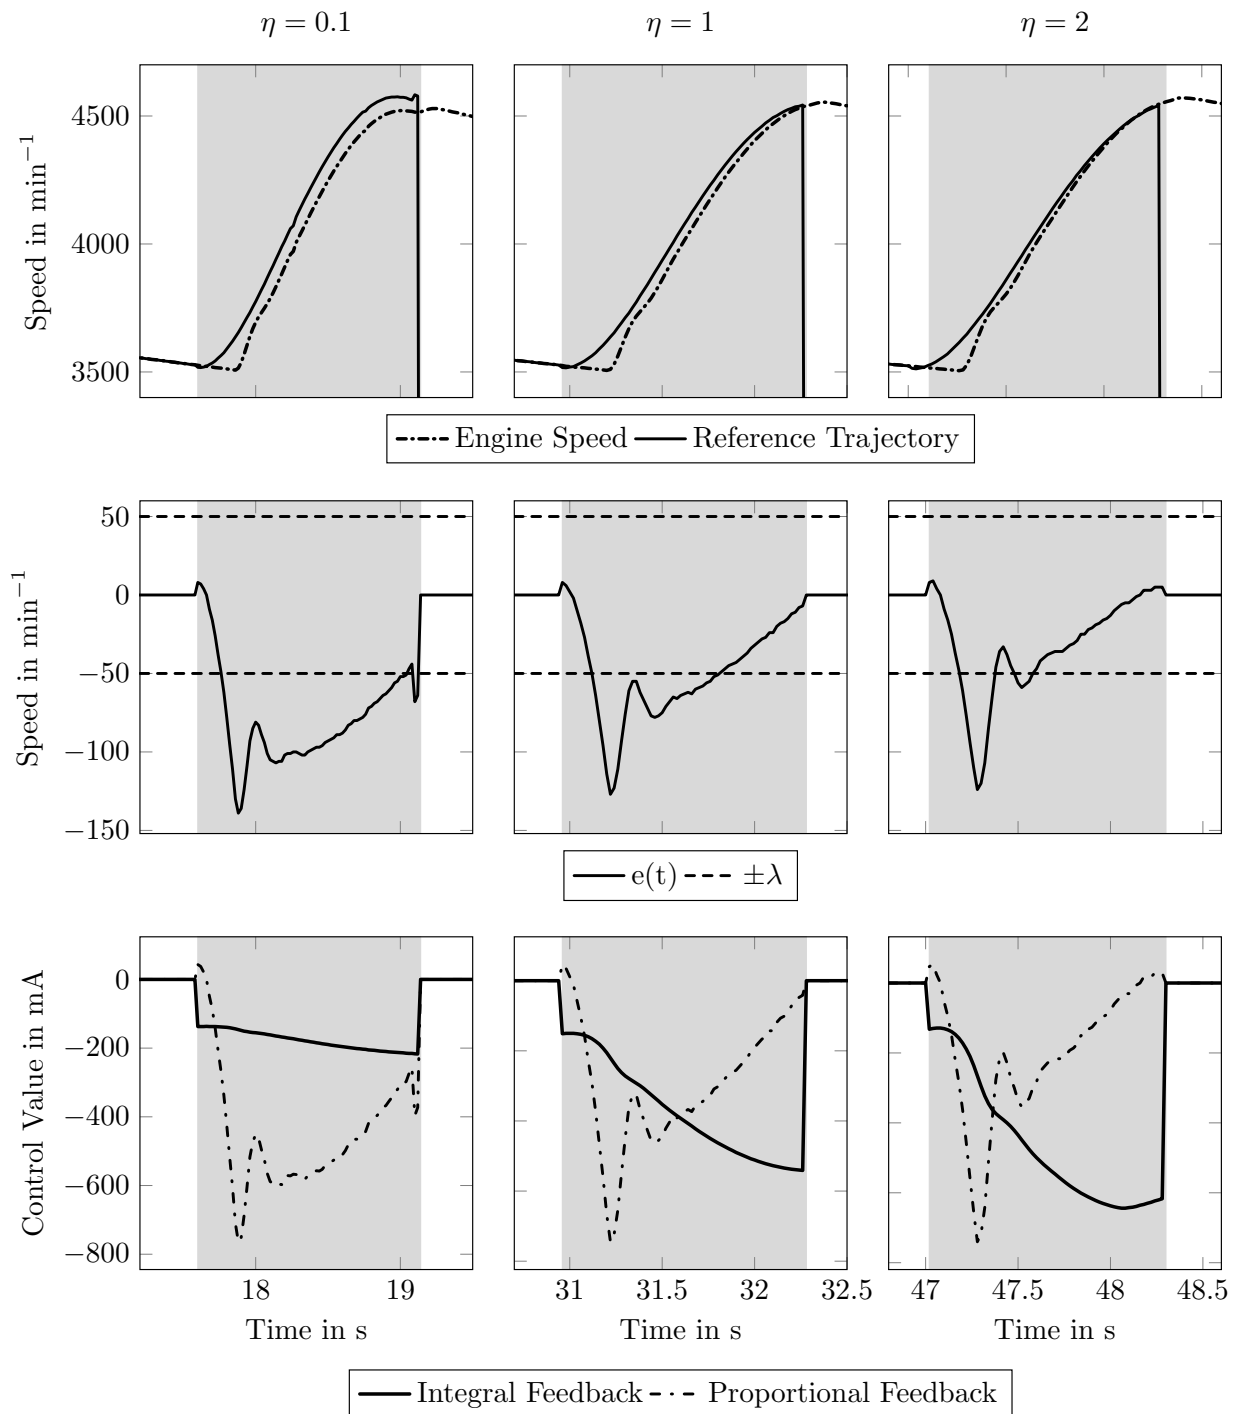 η = 0.1 η = 1 η = 2
Speed in min⁻¹
4500
4000
3500
Engine Speed Reference Trajectory
Speed in min⁻¹
50
0
−50
−100
−150
e(t) ±λ
Control Value in mA
0
−200
−400
−600
−800
18 19 31 31.5 32 32.5 47 47.5 48 48.5
Time in s Time in s Time in s
Integral Feedback Proportional Feedback